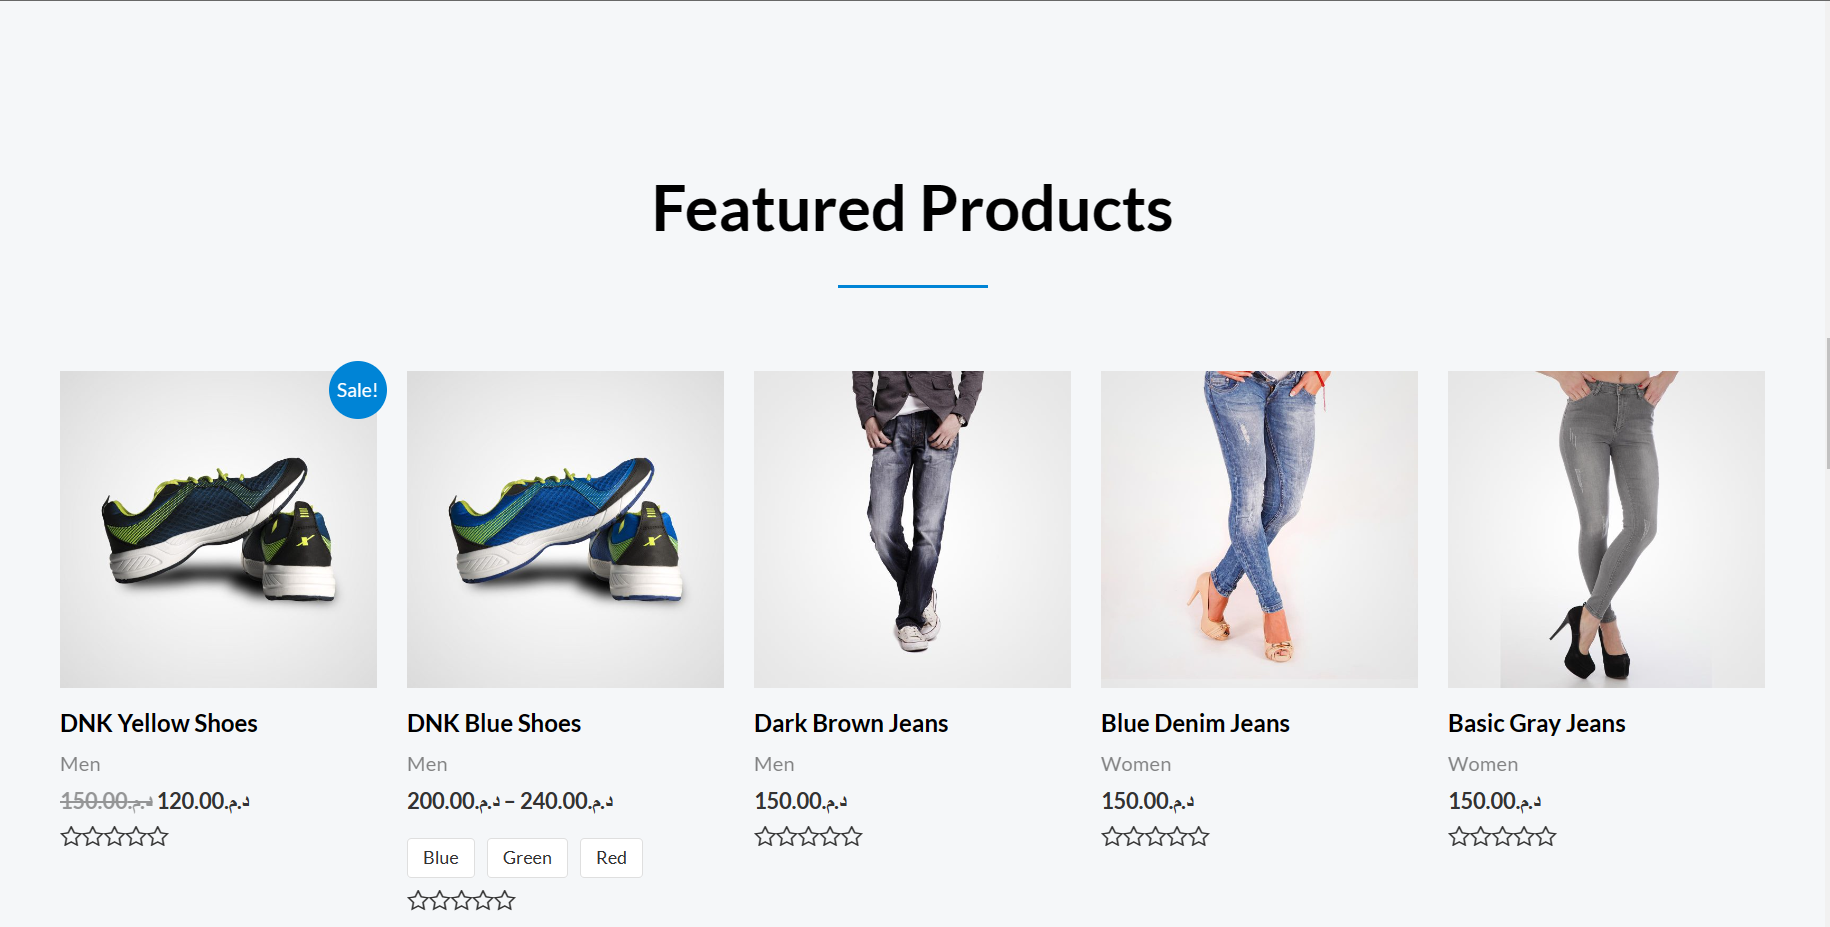 Featured Products
Sale!
DNK Yellow Shoes
Men
150.00د.م. 120.00د.م.
DNK Blue Shoes
Men
200.00د.م. – 240.00د.م.
Blue
Green
Red
Dark Brown Jeans
Men
150.00د.م.
Blue Denim Jeans
Women
150.00د.م.
Basic Gray Jeans
Women
150.00د.م.